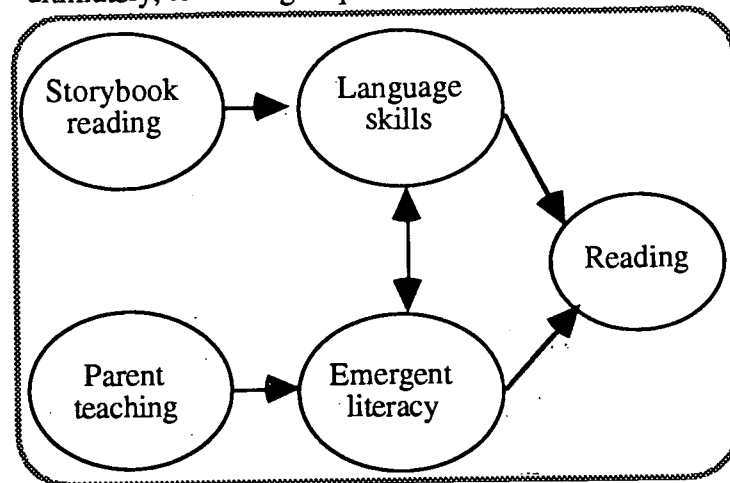 Storybook
reading
Language
skills
Reading
Parent
teaching
Emergent
literacy